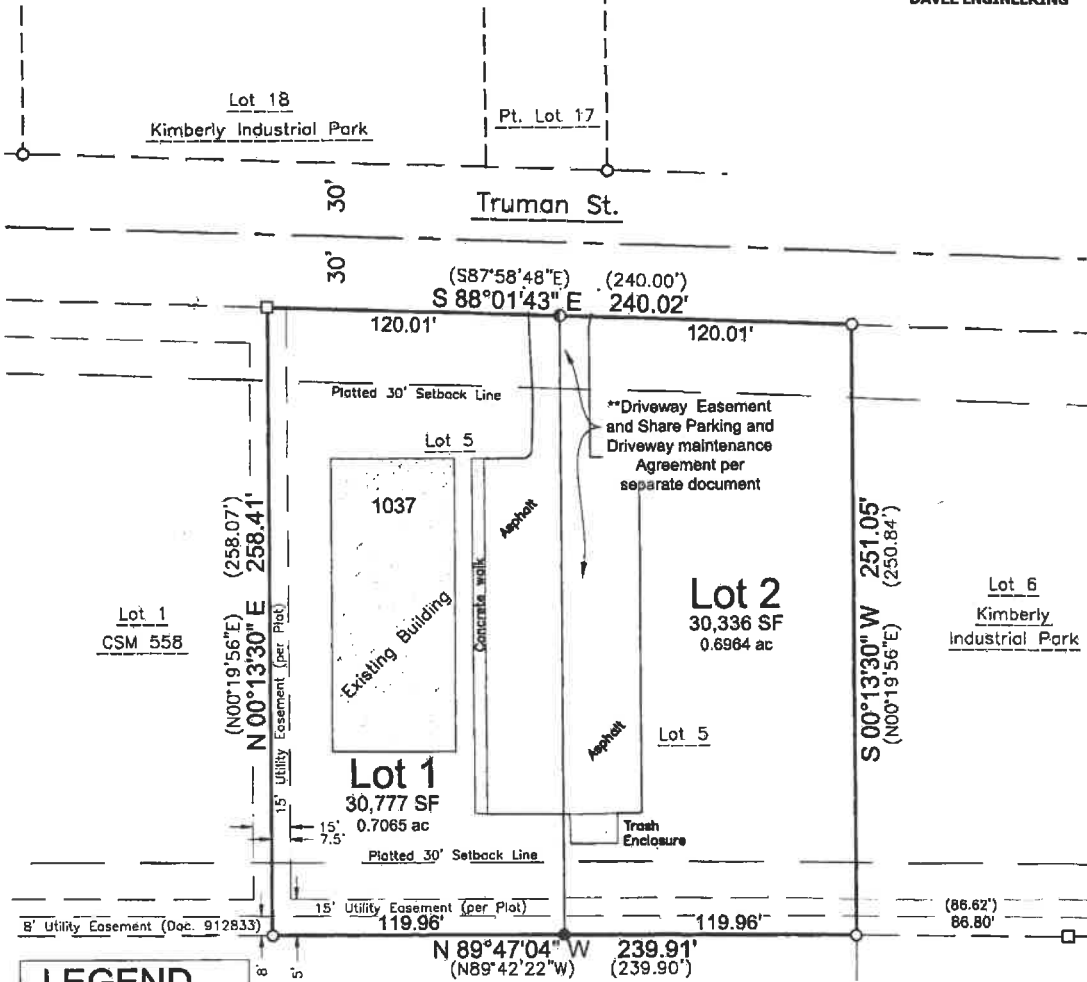 DAVEL ENGINEERING
Lot 18
Kimberly Industrial Park
Pt. Lot 17
30'
Truman St.
30'
(S87°58'48"E) (240.00')
S 88°01'43" E 240.02'
120.01'
120.01'
Platted 30' Setback Line
**Driveway Easement
and Share Parking and
Driveway maintenance
Agreement per
separate document
Lot 5
1037
Existing Building
Concrete walk
Asphalt
(N00°19'56"E) (258.07')
N 00°13'30" E 258.41'
15' Utility Easement (per Plat)
Lot 1
CSM 558
Lot 2
30,336 SF
0.6964 ac
S 00°13'30" W 251.05'
(N00°19'56"E) (250.84')
Lot 6
Kimberly
Industrial Park
Asphalt
Lot 5
Lot 1
30,777 SF
0.7065 ac
15'
7.5'
Trash
Enclosure
Platted 30' Setback Line
15' Utility Easement (per Plat)
8' Utility Easement (Doc. 912833)
119.96'
119.96'
(86.62')
86.80'
N 89°47'04" W 239.91'
(N89°42'22"W) (239.90')
8'
5'
LEGEND